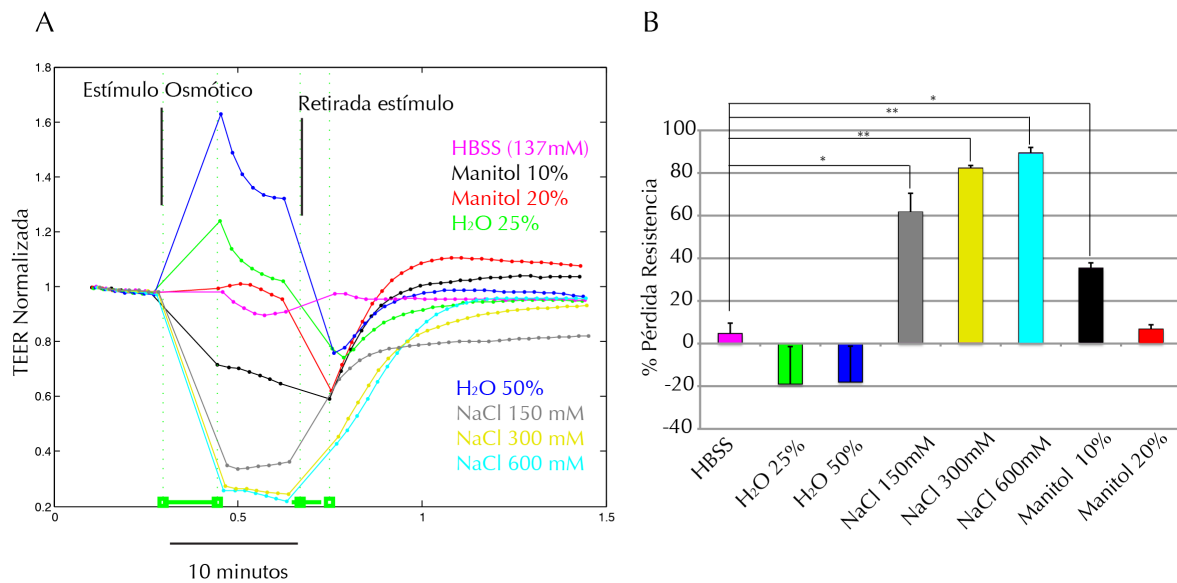 A
1.8
1.6
1.4
1.2
1
0.8
0.6
0.4
0.2
TEER Normalizada
Estímulo Osmótico
Retirada estímulo
HBSS (137mM)
Manitol 10%
Manitol 20%
H₂O 25%
H₂O 50%
NaCl 150 mM
NaCl 300 mM
NaCl 600 mM
0
0.5
1
1.5
10 minutos
B
*
**
**
*
100
80
60
40
20
0
-20
-40
% Pérdida Resistencia
HBSS
H₂O 25%
H₂O 50%
NaCl 150mM
NaCl 300mM
NaCl 600mM
Manitol 10%
Manitol 20%